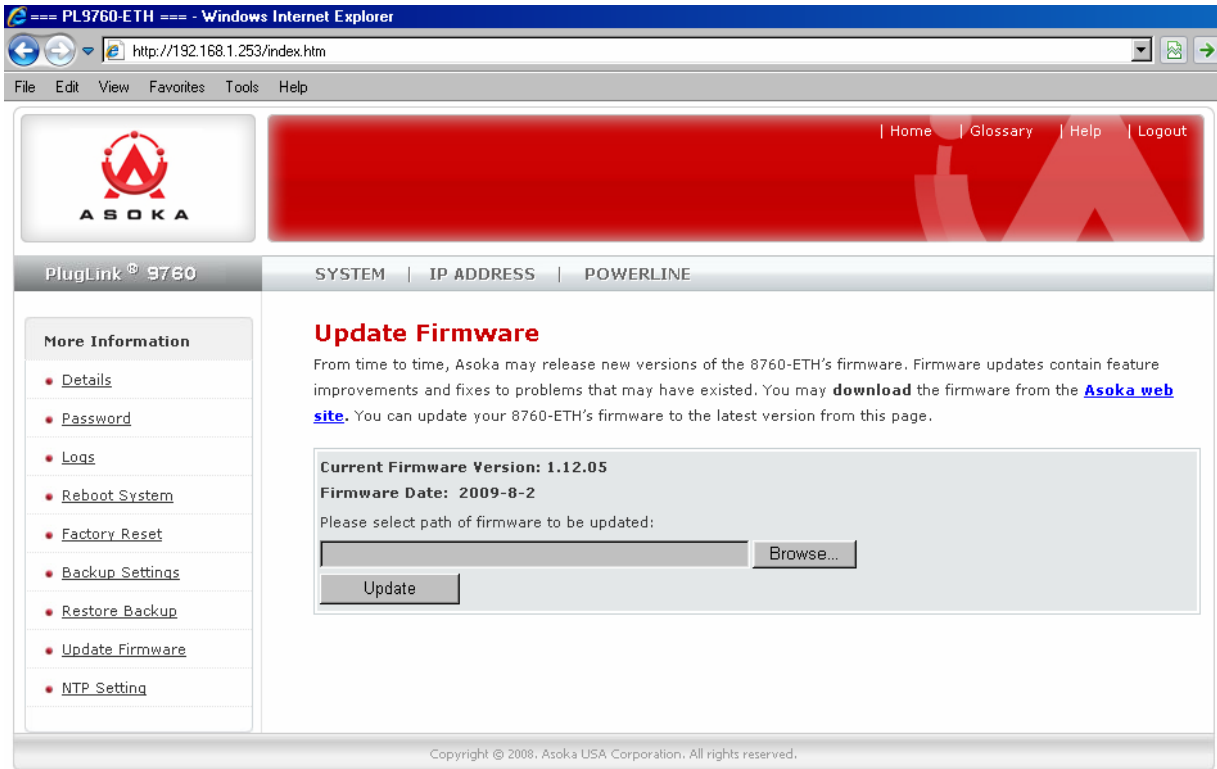 === PL9760-ETH === - Windows Internet Explorer
http://192.168.1.253/index.htm
File Edit View Favorites Tools Help
ASOKA
| Home | Glossary | Help | Logout
PlugLink ® 9760
SYSTEM | IP ADDRESS | POWERLINE
More Information
Details
Password
Logs
Reboot System
Factory Reset
Backup Settings
Restore Backup
Update Firmware
NTP Setting
Update Firmware
From time to time, Asoka may release new versions of the 8760-ETH's firmware. Firmware updates contain feature
improvements and fixes to problems that may have existed. You may download the firmware from the Asoka web
site. You can update your 8760-ETH's firmware to the latest version from this page.
Current Firmware Version: 1.12.05
Firmware Date: 2009-8-2
Please select path of firmware to be updated:
Browse...
Update
Copyright @ 2008. Asoka USA Corporation. All rights reserved.